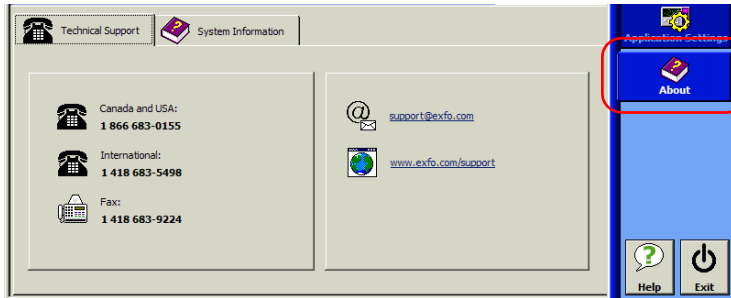 Technical Support
System Information
Canada and USA:
1 866 683-0155
International:
1 418 683-5498
Fax:
1 418 683-9224
support@exfo.com
www.exfo.com/support
Application Settings
About
Help
Exit